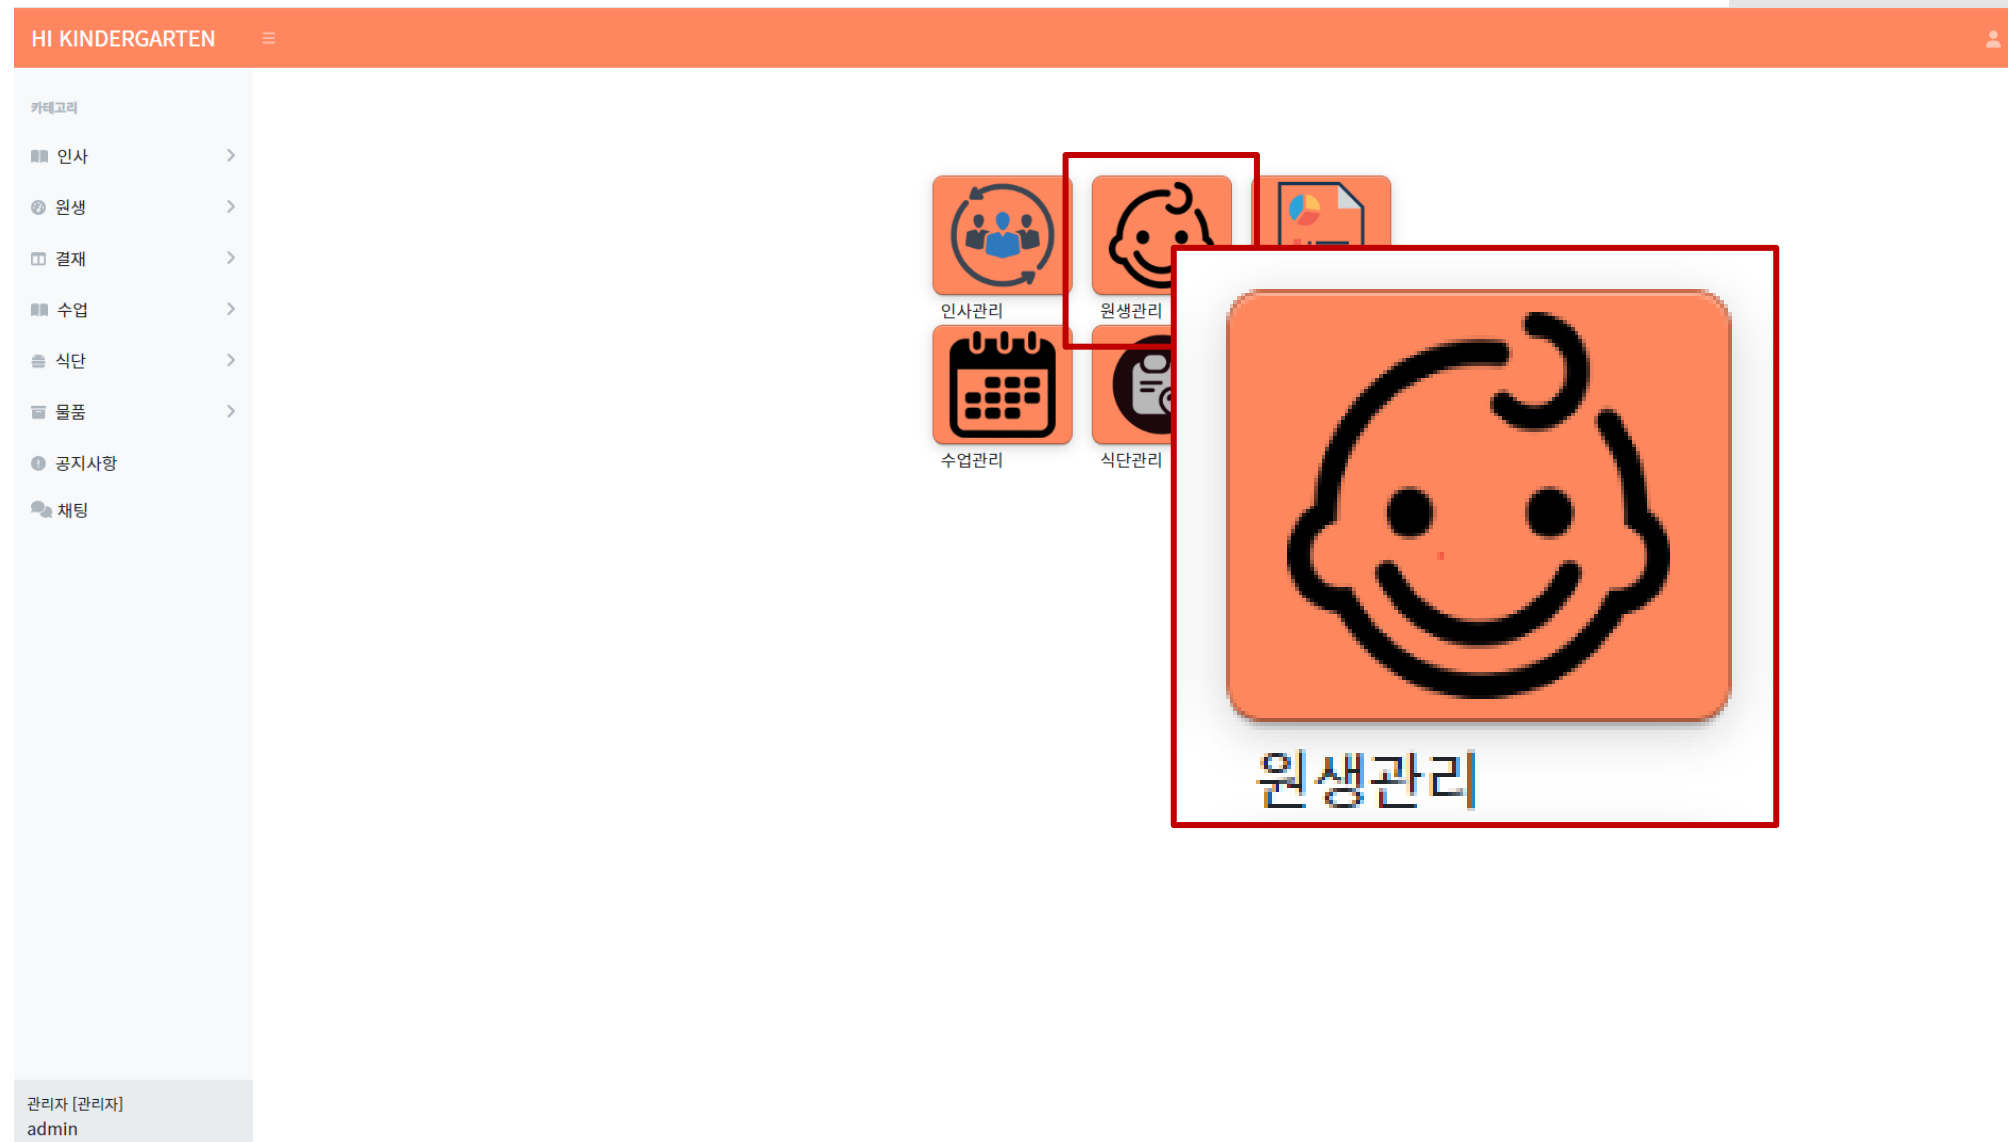 HI KINDERGARTEN
카테고리
인사
원생
결재
수업
식단
물품
공지사항
채팅
인사관리
원생관리
수업관리
식단관리
원생관리
관리자 [관리자]
admin